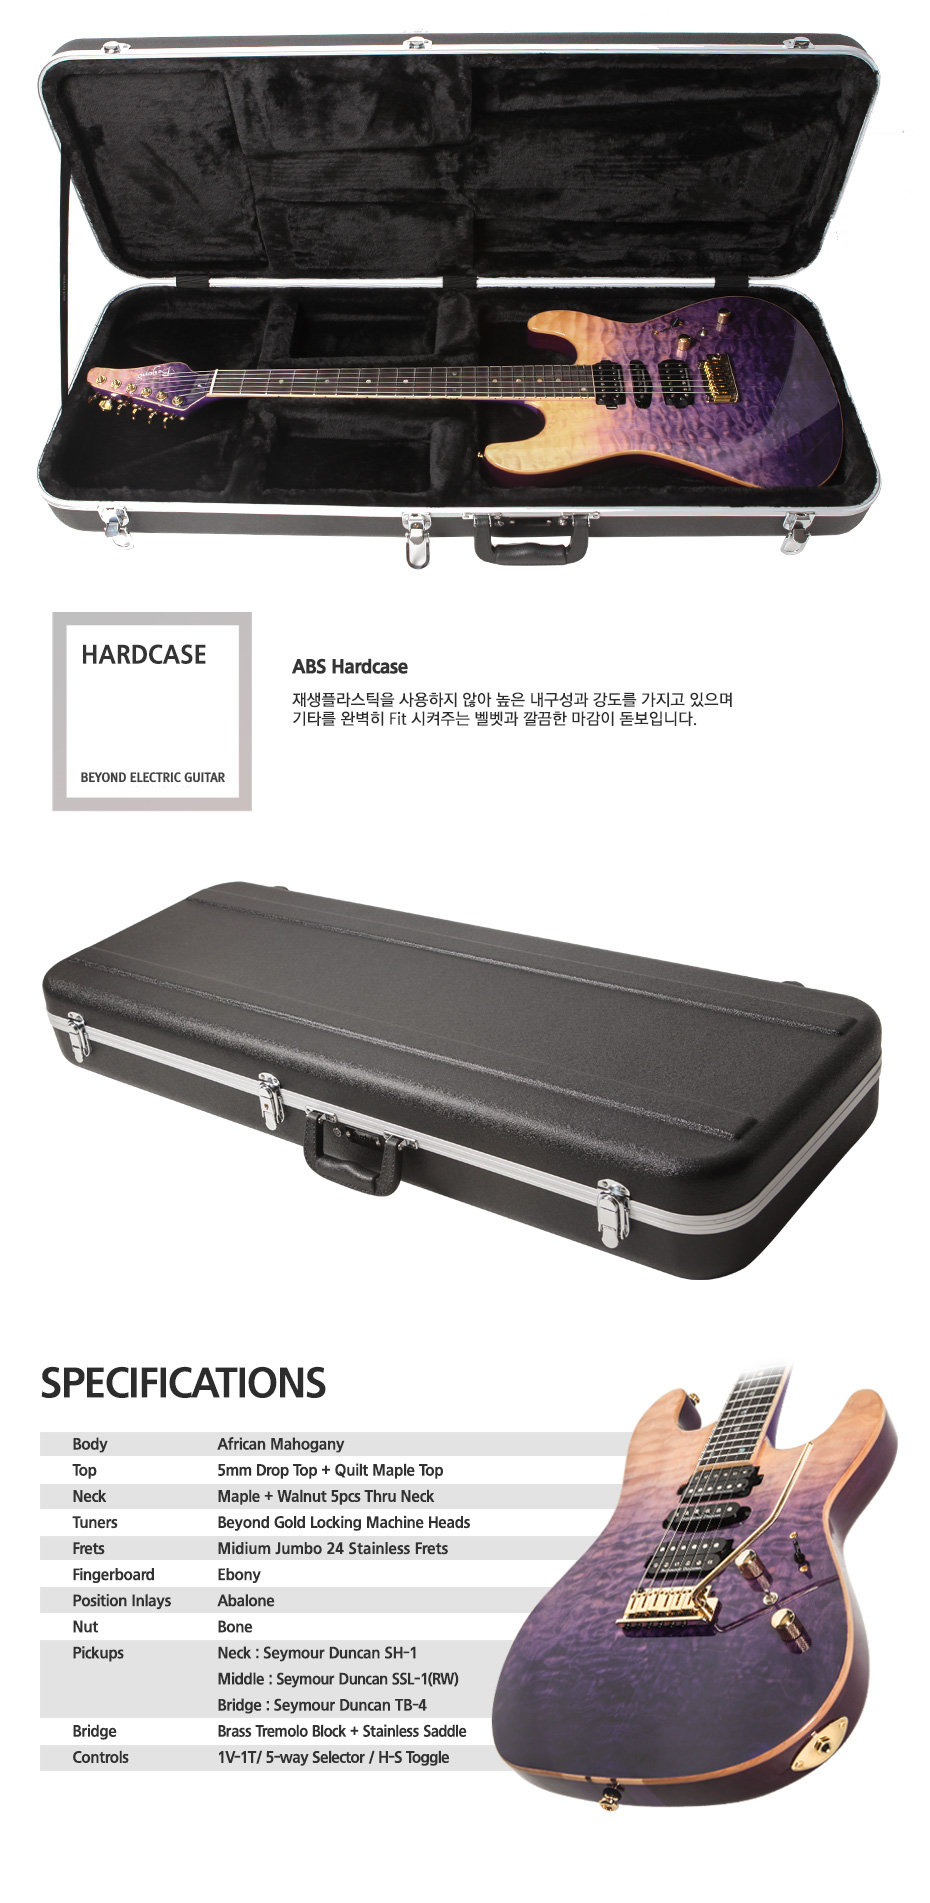 HARDCASE
BEYOND ELECTRIC GUITAR
ABS Hardcase
재생플라스틱을 사용하지 않아 높은 내구성과 강도를 가지고 있으며
기타를 완벽히 Fit 시켜주는 벨벳과 깔끔한 마감이 돋보입니다.
SPECIFICATIONS
Body African Mahogany
Top 5mm Drop Top + Quilt Maple Top
Neck Maple + Walnut 5pcs Thru Neck
Tuners Beyond Gold Locking Machine Heads
Frets Midium Jumbo 24 Stainless Frets
Fingerboard Ebony
Position Inlays Abalone
Nut Bone
Pickups Neck : Seymour Duncan SH-1
Middle : Seymour Duncan SSL-1(RW)
Bridge : Seymour Duncan TB-4
Bridge Brass Tremolo Block + Stainless Saddle
Controls 1V-1T/ 5-way Selector / H-S Toggle